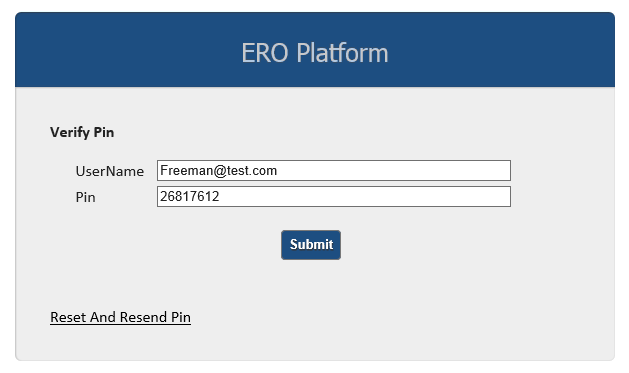 ERO Platform
Verify Pin
UserName Freeman@test.com
Pin 26817612
Submit
Reset And Resend Pin